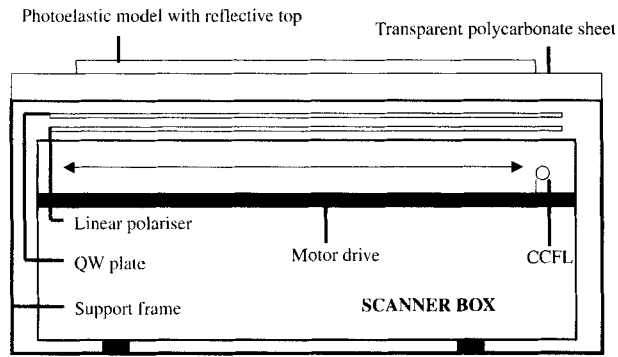 Photoelastic model with reflective top
Transparent polycarbonate sheet
Linear polariser
Motor drive
CCFL
QW plate
Support frame
SCANNER BOX